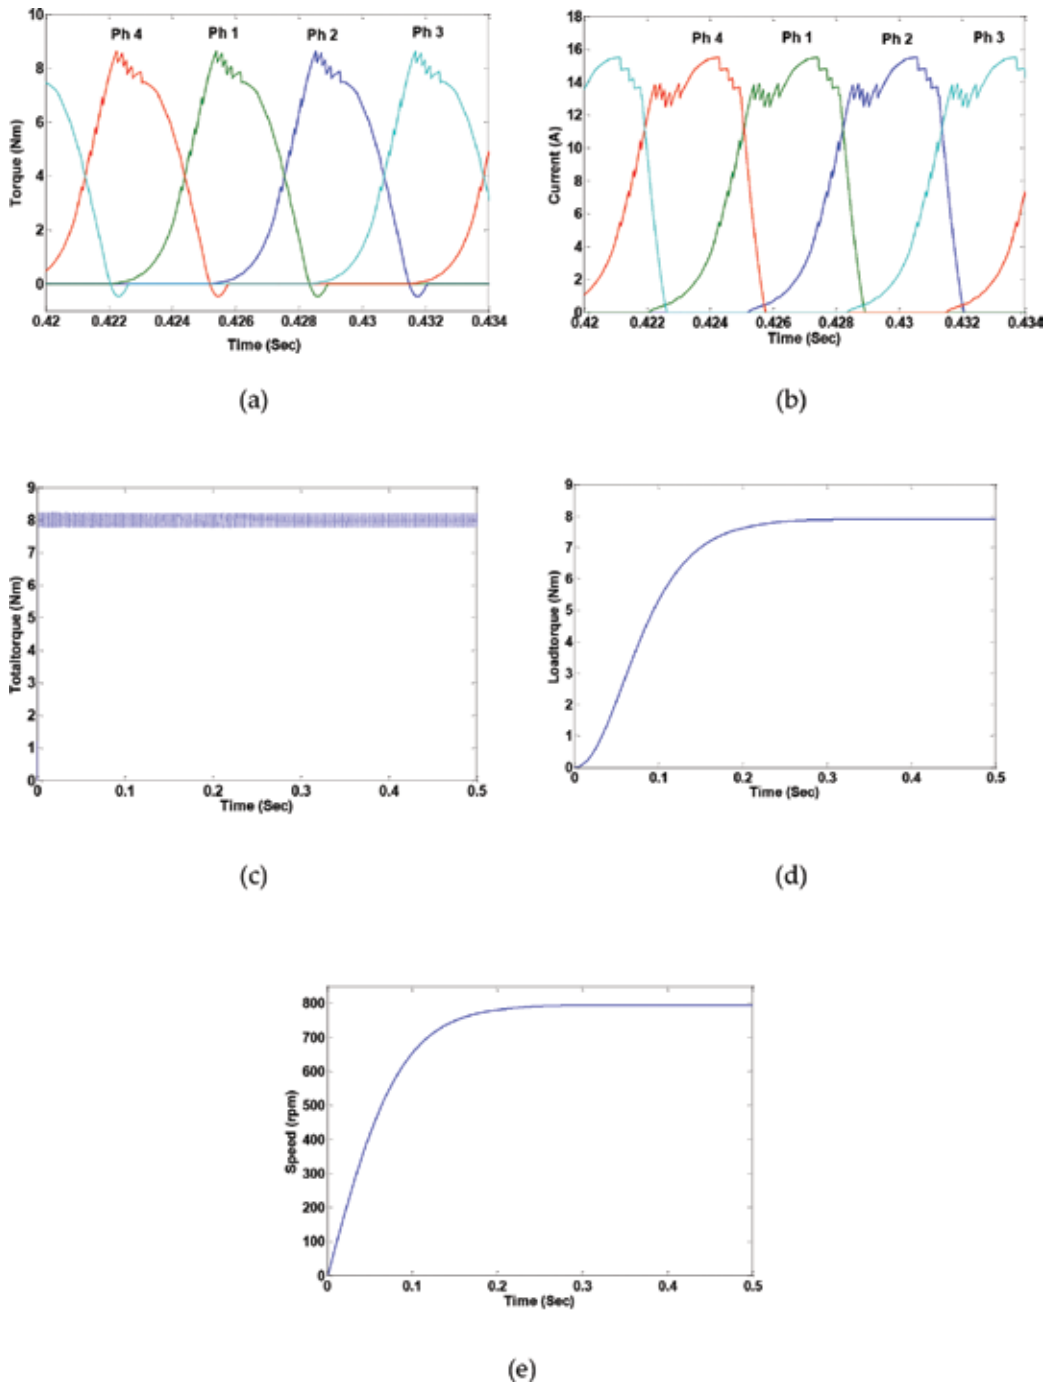 10
8
6
4
2
0
Torque (Nm)
Ph 4
Ph 1
Ph 2
Ph 3
0.42 0.422 0.424 0.426 0.428 0.43 0.432 0.434
Time (Sec)
(a)
18
16
14
12
10
8
6
4
2
0
Current (A)
Ph 4
Ph 1
Ph 2
Ph 3
0.42 0.422 0.424 0.426 0.428 0.43 0.432 0.434
Time (Sec)
(b)
9
8
7
6
5
4
3
2
1
0
Totaltorque (Nm)
0 0.1 0.2 0.3 0.4 0.5
Time (Sec)
(c)
9
8
7
6
5
4
3
2
1
0
Loadtorque (Nm)
0 0.1 0.2 0.3 0.4 0.5
Time (Sec)
(d)
800
700
600
500
400
300
200
100
0
Speed (rpm)
0 0.1 0.2 0.3 0.4 0.5
Time (Sec)
(e)